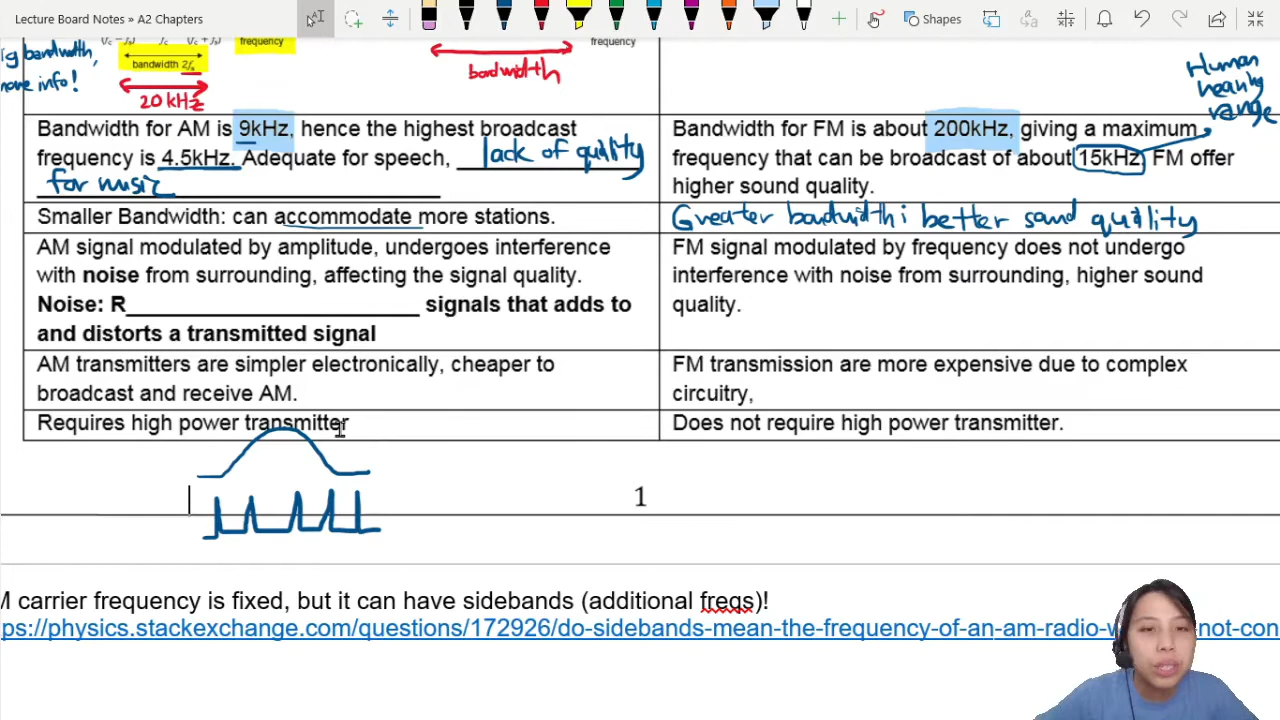 Lecture Board Notes » A2 Chapters
Shapes
frequency
frequency
bandwidth,
bandwidth 2fs
more info!
20 kHz
bandwidth
Human
hearing
range
Bandwidth for AM is 9kHz, hence the highest broadcast
frequency is 4.5kHz. Adequate for speech, lack of quality
for music
Bandwidth for FM is about 200kHz, giving a maximum
frequency that can be broadcast of about 15kHz. FM offer
higher sound quality.
Smaller Bandwidth: can accommodate more stations.
Greater bandwidth; better sound quality
AM signal modulated by amplitude, undergoes interference
with noise from surrounding, affecting the signal quality.
Noise: R____________________ signals that adds to
and distorts a transmitted signal
FM signal modulated by frequency does not undergo
interference with noise from surrounding, higher sound
quality.
AM transmitters are simpler electronically, cheaper to
broadcast and receive AM.
FM transmission are more expensive due to complex
circuitry,
Requires high power transmitter
Does not require high power transmitter.
1
M carrier frequency is fixed, but it can have sidebands (additional freqs)!
ps://physics.stackexchange.com/questions/172926/do-sidebands-mean-the-frequency-of-an-am-radio-w not-con